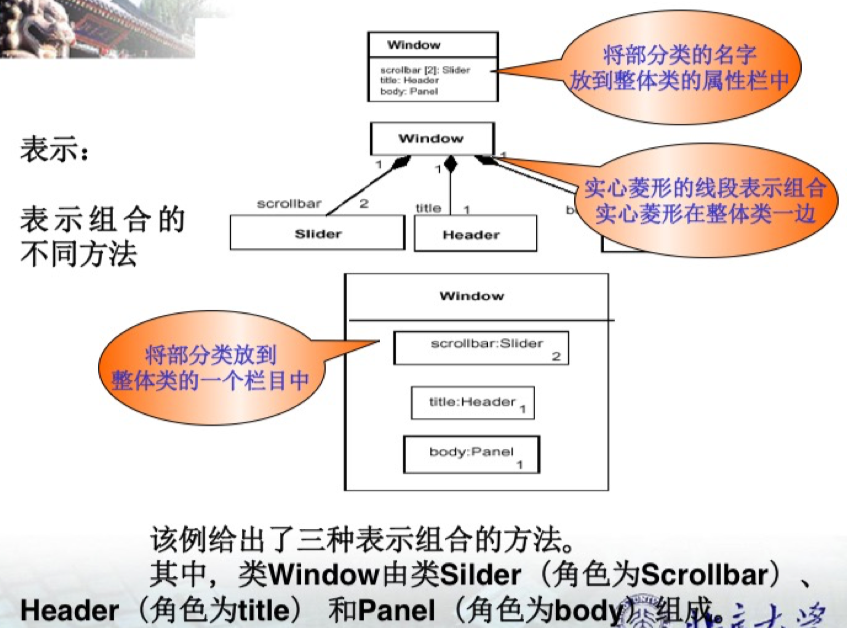 Window
scrollbar [2]: Slider
title: Header
body: Panel
将部分类的名字
放到整体类的属性栏中
表示：
表示组合的
不同方法
Window
1
1
1
scrollbar
2
title
1
Slider
Header
实心菱形的线段表示组合
实心菱形在整体类一边
Window
scrollbar:Slider
2
title:Header
1
body:Panel
1
将部分类放到
整体类的一个栏目中
该例给出了三种表示组合的方法。
其中，类Window由类Silder（角色为Scrollbar）、
Header（角色为title） 和Panel（角色为body）组成。